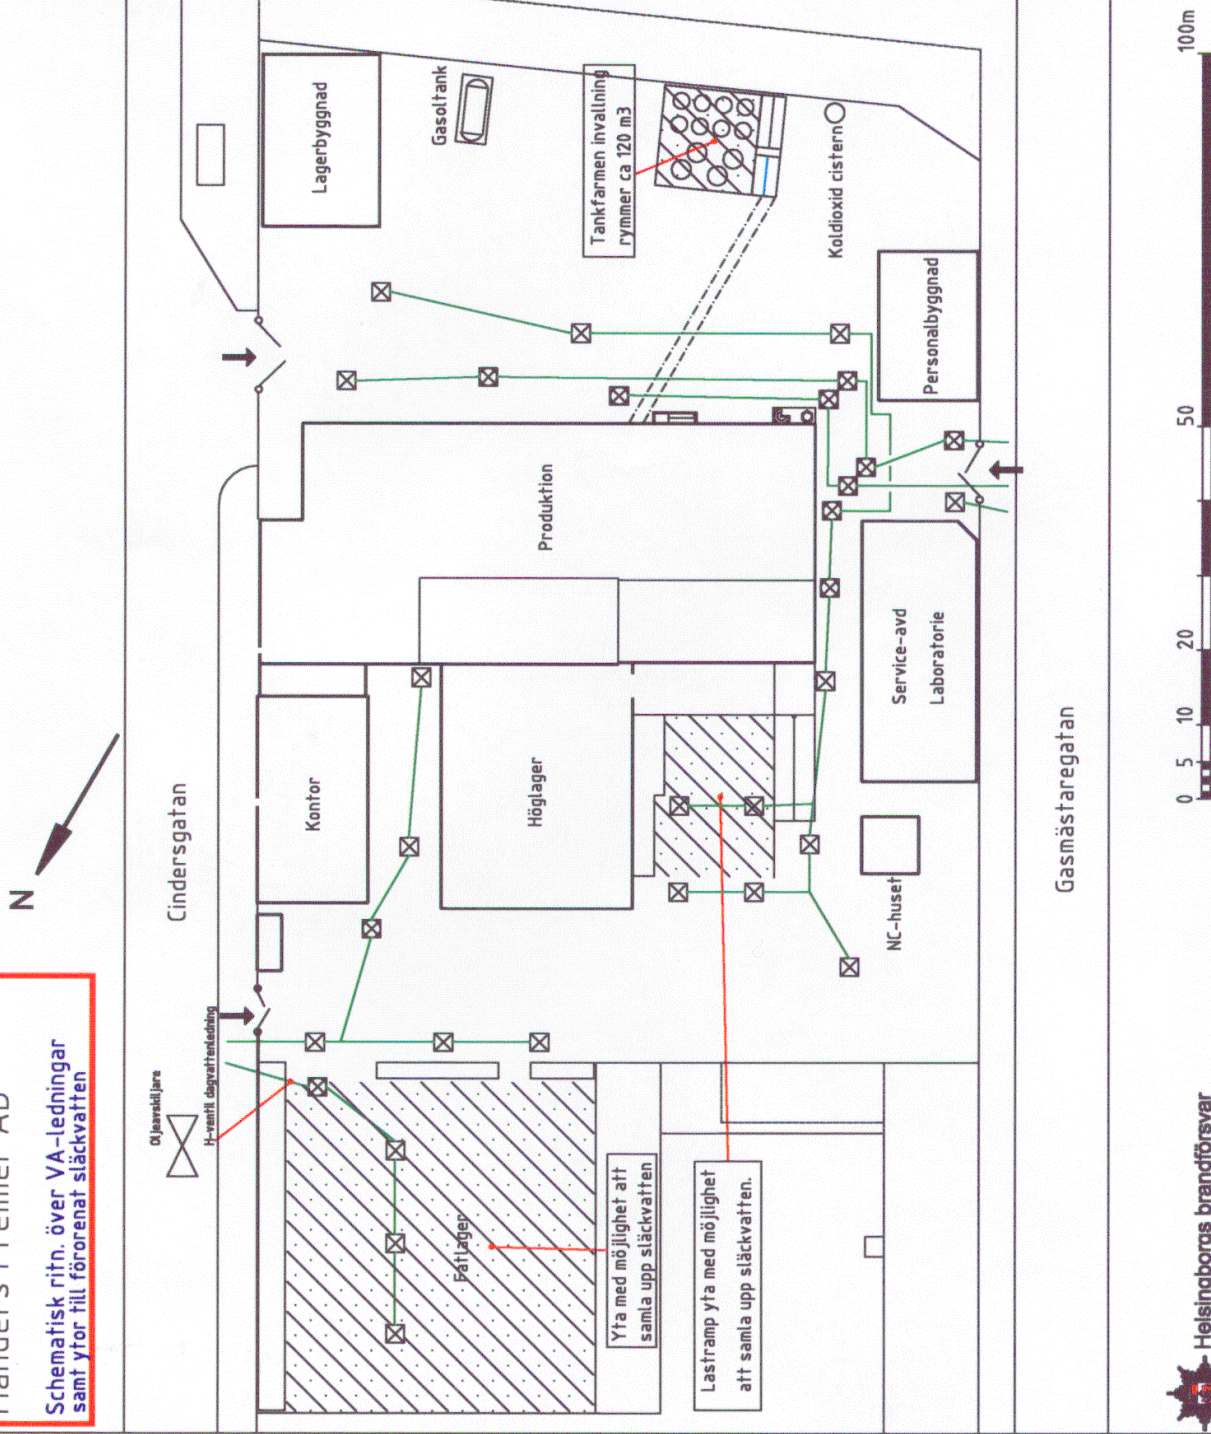 Schematisk ritn. över VA-ledningar
samt ytor till förorenat släckvatten
N
Cindersgatan
Oljeavskiljare
H-ventil dagvattenledning
Kontor
Lagerbyggnad
Gasoltank
Tankfarmen invallning
rymmer ca 120 m3
Koldioxid cistern
Personalbyggnad
Produktion
Höglager
Service-avd
Laboratorie
NC-huset
Fatlager
Yta med möjlighet att
samla upp släckvatten
Lastramp yta med möjlighet
att samla upp släckvatten.
Gasmästaregatan
0 5 10 20 50 100m
Helsingborgs brandförsvar